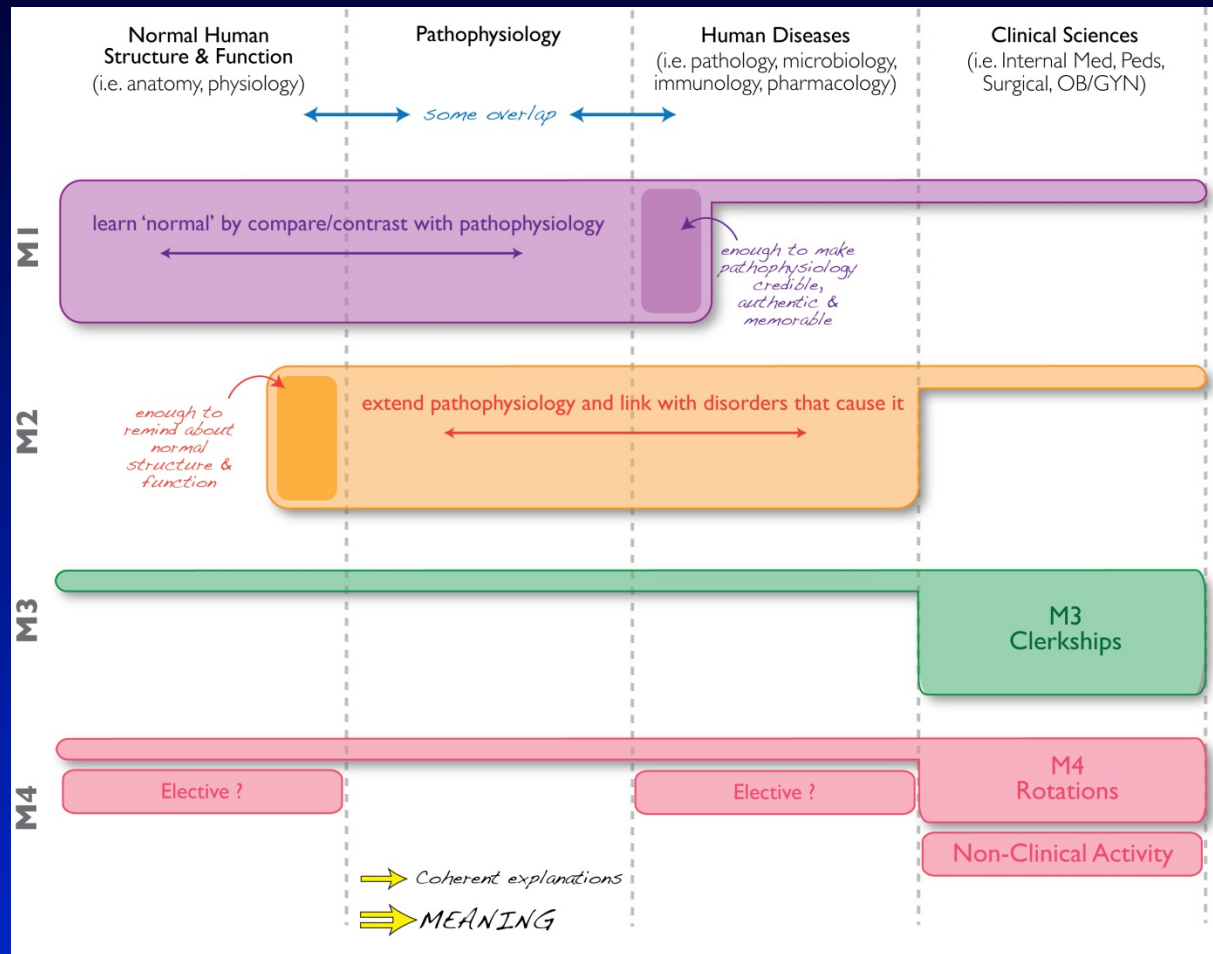 Normal Human
Structure & Function
(i.e. anatomy, physiology)
Pathophysiology
Human Diseases
(i.e. pathology, microbiology,
immunology, pharmacology)
Clinical Sciences
(i.e. Internal Med, Peds,
Surgical, OB/GYN)
some overlap
M1
learn ‘normal’ by compare/contrast with pathophysiology
enough to make
pathophysiology
credible,
authentic &
memorable
M2
enough to
remind about
normal
structure &
function
extend pathophysiology and link with disorders that cause it
M3
M3
Clerkships
M4
Elective ?
Elective ?
M4
Rotations
Non-Clinical Activity
Coherent explanations
MEANING